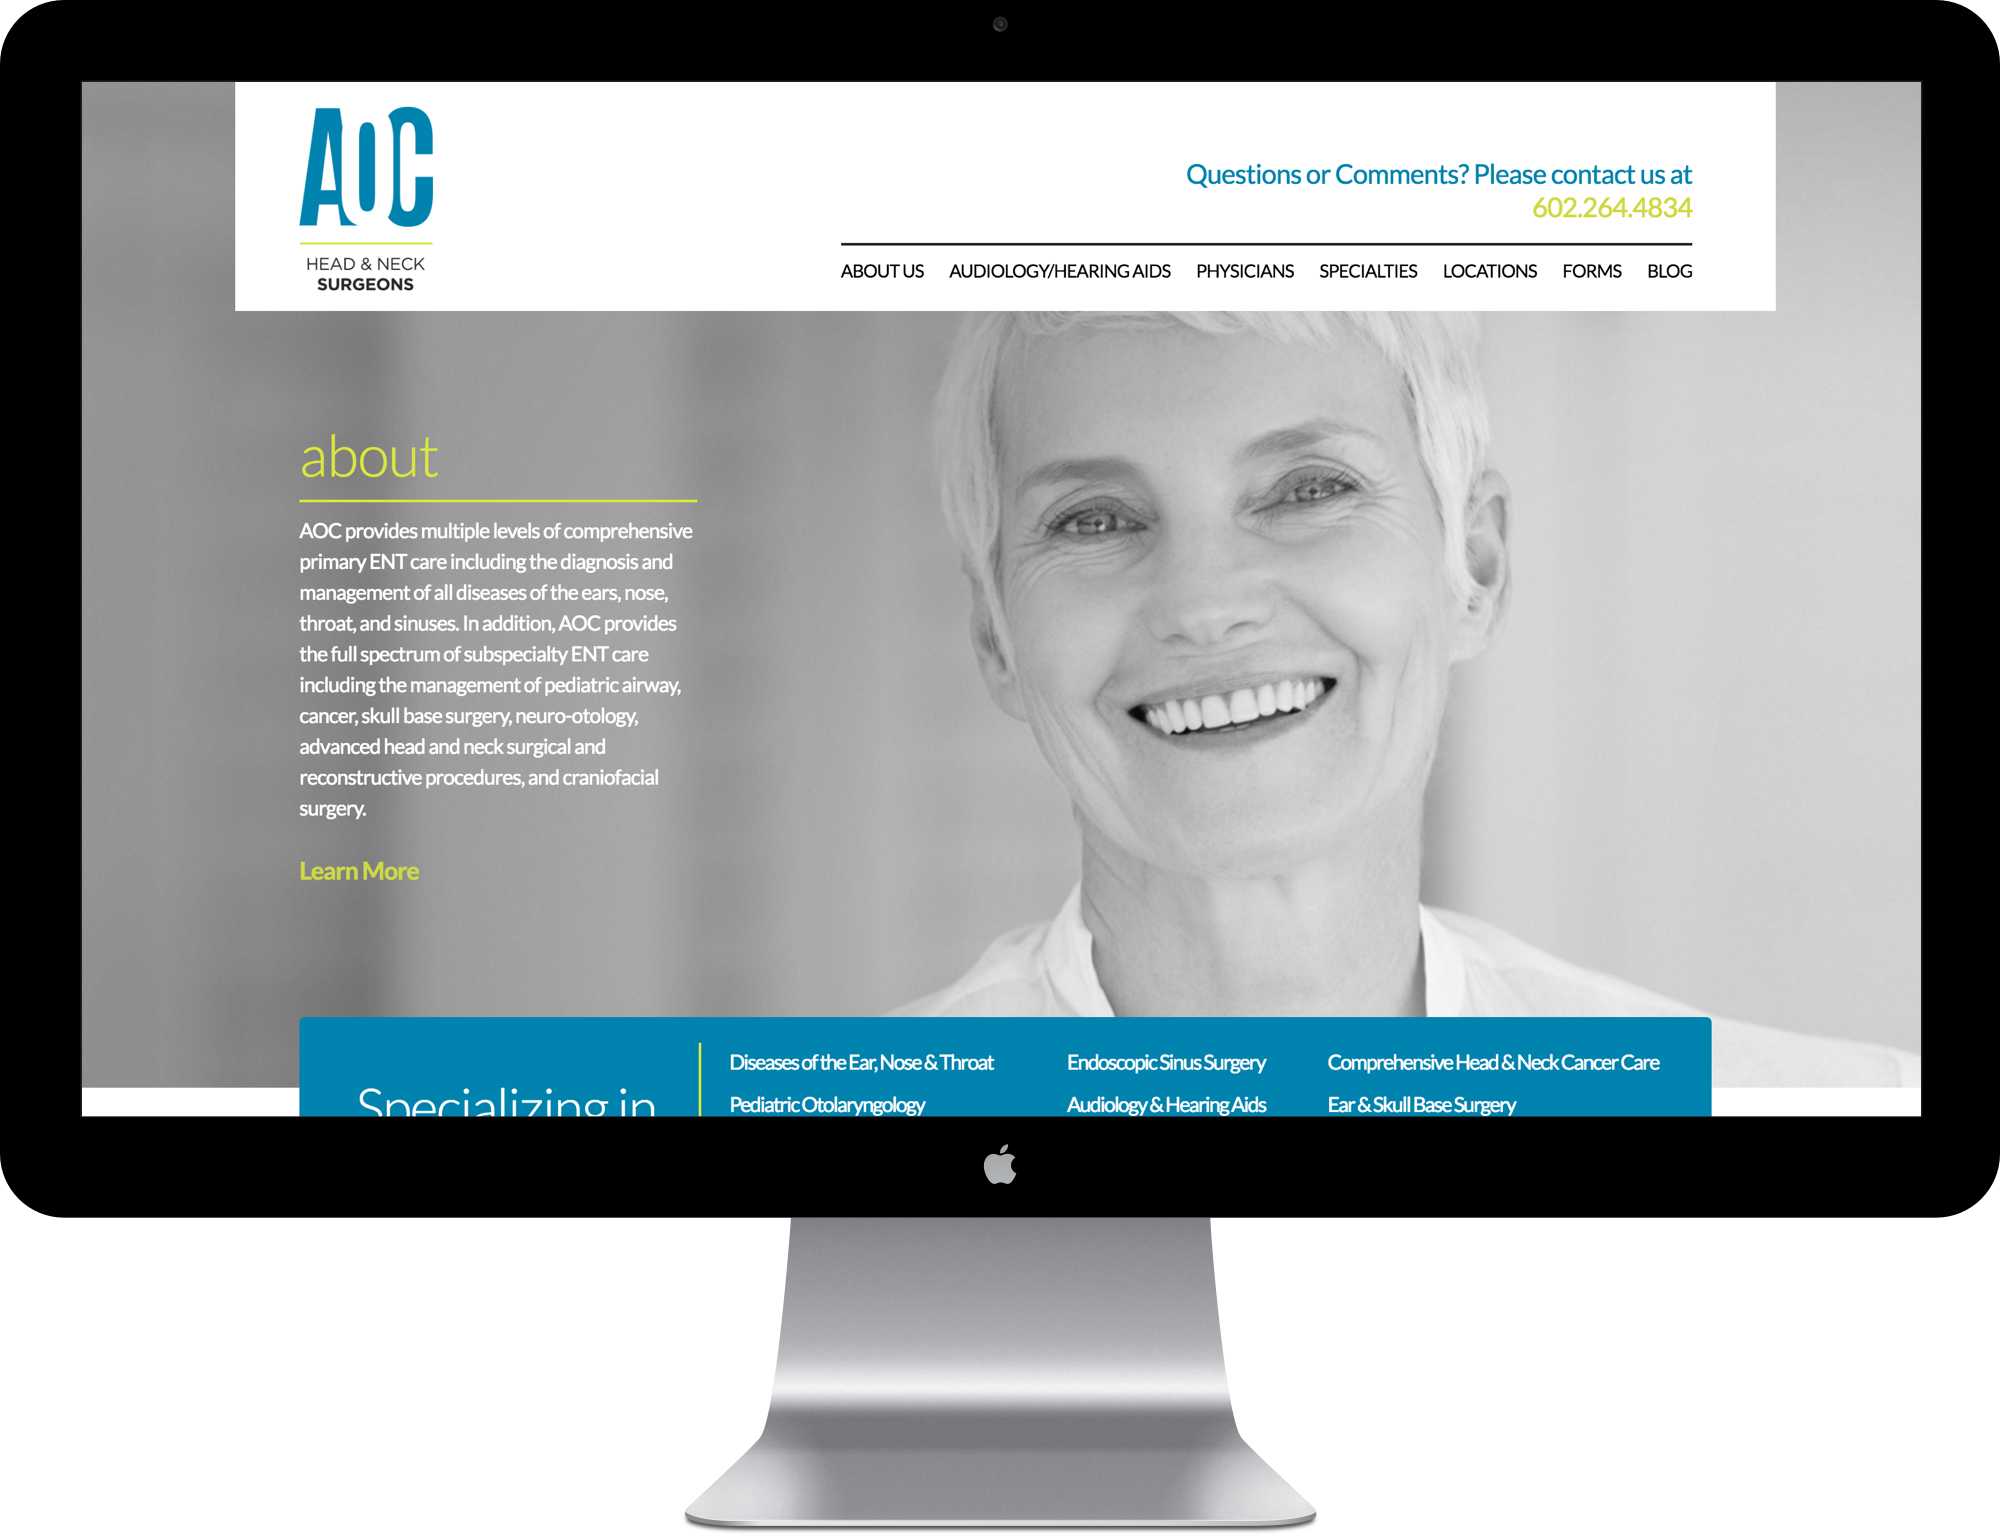 AOC
HEAD & NECK
SURGEONS
Questions or Comments? Please contact us at
602.264.4834
ABOUT US AUDIOLOGY/HEARING AIDS PHYSICIANS SPECIALTIES LOCATIONS FORMS BLOG
about
AOC provides multiple levels of comprehensive
primary ENT care including the diagnosis and
management of all diseases of the ears, nose,
throat, and sinuses. In addition, AOC provides
the full spectrum of subspecialty ENT care
including the management of pediatric airway,
cancer, skull base surgery, neuro-otology,
advanced head and neck surgical and
reconstructive procedures, and craniofacial
surgery.
Learn More
Specializing in
Diseases of the Ear, Nose & Throat Endoscopic Sinus Surgery Comprehensive Head & Neck Cancer Care
Pediatric Otolaryngology Audiology & Hearing Aids Ear & Skull Base Surgery